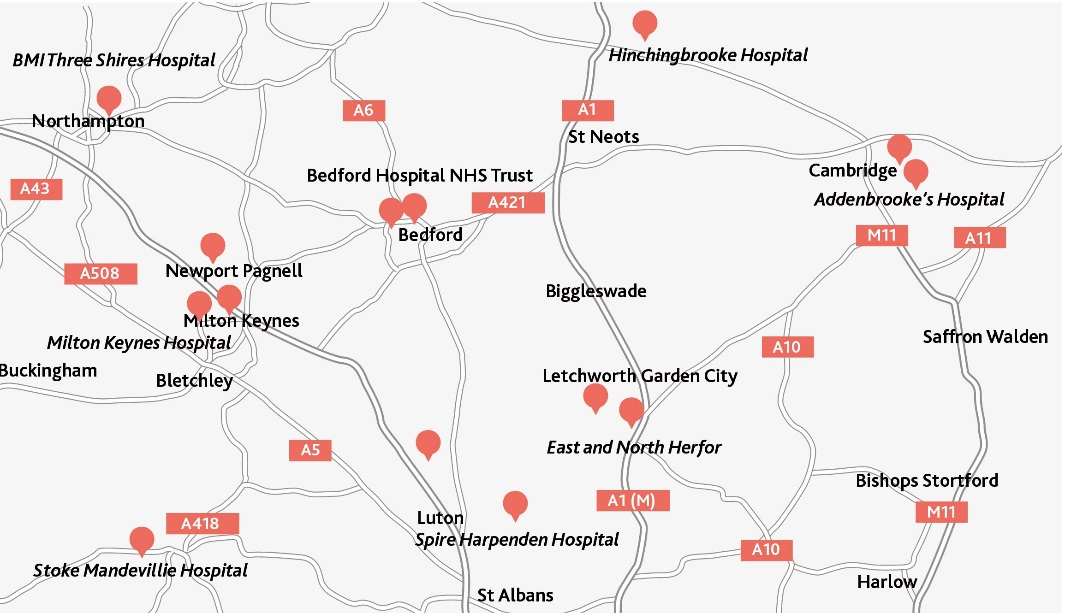 Hinchingbrooke Hospital
BMI Three Shires Hospital
A6
A1
Northampton
St Neots
Bedford Hospital NHS Trust
Cambridge
A43
A421
Addenbrooke's Hospital
Bedford
M11
A11
Newport Pagnell
A508
Biggleswade
Milton Keynes
Milton Keynes Hospital
Saffron Walden
A10
Buckingham
Bletchley
Letchworth Garden City
A5
East and North Herfor
Bishops Stortford
A1 (M)
M11
A418
Luton
Spire Harpenden Hospital
A10
Stoke Mandevillie Hospital
Harlow
St Albans